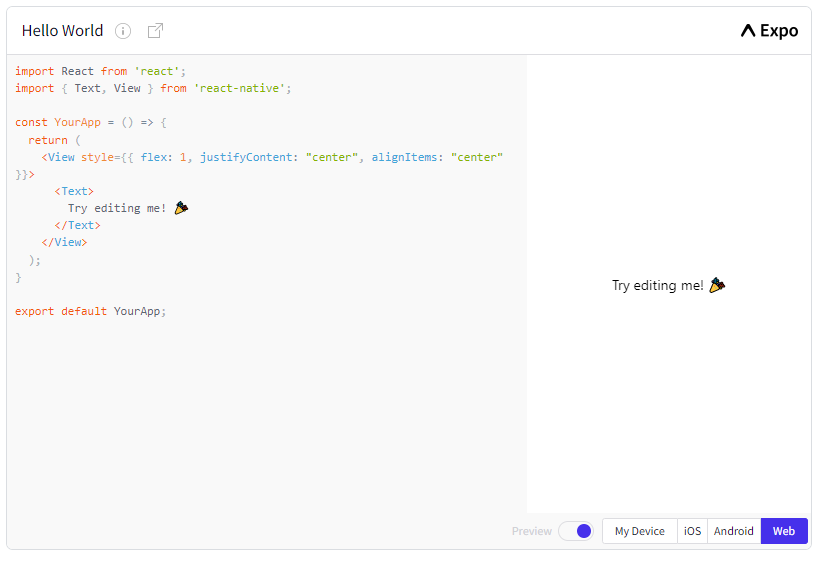 Hello World
Expo
import React from 'react';
import { Text, View } from 'react-native';
const YourApp = () => {
  return (
    <View style={{ flex: 1, justifyContent: "center", alignItems: "center"
}}>
      <Text>
        Try editing me! 🎉
      </Text>
    </View>
  );
}
export default YourApp;
Try editing me! 🎉
Preview My Device iOS Android Web